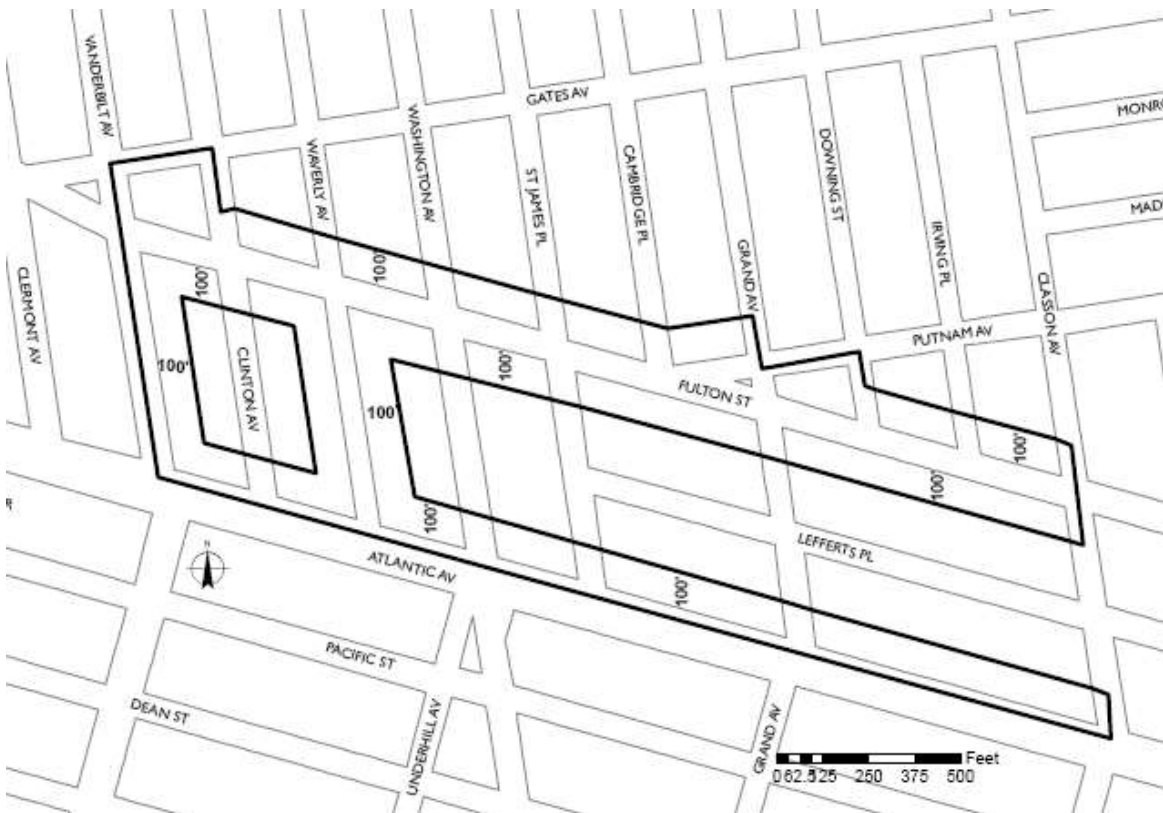 VANDERBILT AV
GATES AV
WASHINGTON AV
WAVERLY AV
ST JAMES PL
CAMBRIDGE PL
DOWNING ST
MONR
MAD
IRVING PL
GRAND AV
CLASSON AV
CLERMONT AV
PUTNAM AV
100'
100'
100'
CLINTON AV
100'
FULTON ST
100'
100'
100'
100'
100'
LEFFERTS PL
ATLANTIC AV
100'
N
PACIFIC ST
DEAN ST
UNDERHILL AV
GRAND AV
Feet
0 62.5 125 250 375 500